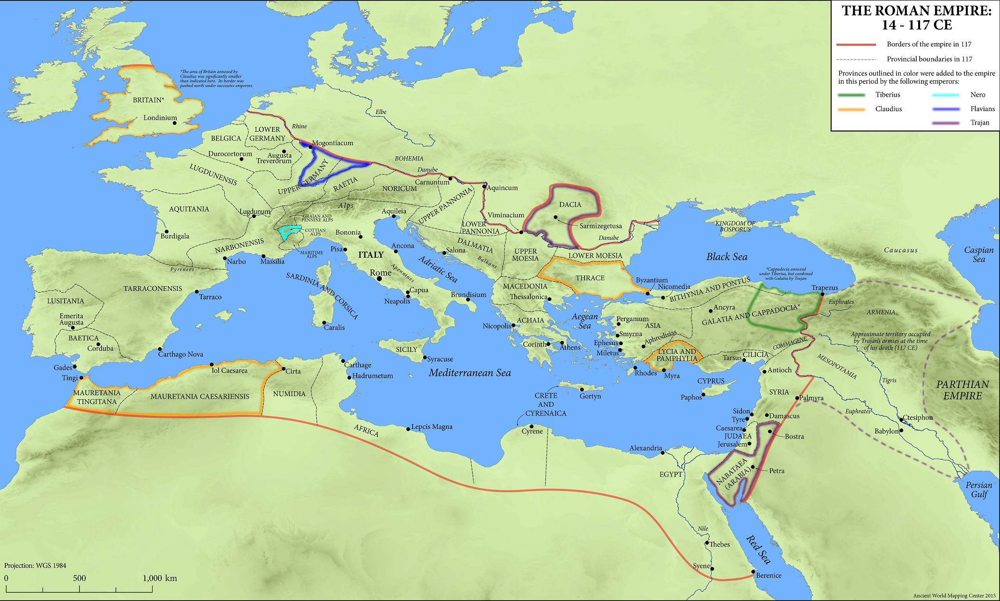 THE ROMAN EMPIRE:
14 - 117 CE
Borders of the empire in 117
Provincial boundaries in 117
Provinces outlined in color were added to the empire
in this period by the following emperors:
Tiberius
Nero
Claudius
Flavians
Trajan
*The area of Britain annexed by
Claudius was significantly smaller
than indicated here. Its border was
pushed north under successive emperors.
BRITAIN*
Londinium
Elbe
Rhine
LOWER
GERMANY
BELGICA
Mogontiacum
Durocortorum
Augusta
Treverorum
BOHEMIA
LUGDUNENSIS
UPPER GERMANY
RAETIA
Danube
Carnuntum
NORICUM
Aquincum
AQUITANIA
Lugdunum
Alps
Aquileia
UPPER PANNONIA
DACIA
GRAIAN AND
PENNINE ALPS
COTTIAN
ALPS
MARITIME
ALPS
Viminacium
LOWER
PANNONIA
Sarmizegetusa
Danube
KINGDOM OF
BOSPORUS
Burdigala
NARBONENSIS
Bononia
Pisa
ITALY
Ancona
Salona
DALMATIA
Balkans
UPPER
MOESIA
LOWER MOESIA
Black Sea
Caucasus
Caspian
Sea
Narbo
Massilia
Pyrenees
Adriatic Sea
Apennines
Rome
SARDINIA AND CORSICA
THRACE
Byzantium
Nicomedia
BITHYNIA AND PONTUS
*Cappadocia annexed
under Tiberius, but combined
with Galatia by Trajan
Trapezus
TARRACONENSIS
Tarraco
LUSITANIA
Emerita
Augusta
BAETICA
Corduba
Capua
Neapolis
Brundisium
MACEDONIA
Thessalonica
Ancyra
GALATIA AND CAPPADOCIA*
Euphrates
ARMENIA
Caralis
Nicopolis
ACHAIA
Aegean
Sea
Pergamum
ASIA
Smyrna
Ephesus
Miletus
Aphrodisias
Approximate territory occupied
by Trajan's armies at the time
of his death (117 CE)
COMMAGENE
Carthago Nova
SICILY
Syracuse
Corinth
Athens
LYCIA AND
PAMPHYLIA
Tarsus
CILICIA
MESOPOTAMIA
Gades
Tingi
Iol Caesarea
Cirta
Carthage
Hadrumetum
Mediterranean Sea
Rhodes
Myra
Antioch
Tigris
PARTHIAN
EMPIRE
MAURETANIA
TINGITANA
MAURETANIA CAESARIENSIS
NUMIDIA
CRETE
AND
CYRENAICA
Gortyn
CYPRUS
Paphos
SYRIA
Palmyra
Euphrates
Ctesiphon
Babylon
Sidon
Tyre
Damascus
Caesarea
JUDAEA
Jerusalem
Bostra
AFRICA
Lepcis Magna
Cyrene
Alexandria
EGYPT
NABATAEA
(ARABIA)
Petra
Persian
Gulf
Nile
Thebes
Red Sea
Syene
Berenice
Projection: WGS 1984
0 500 1,000 km
Ancient World Mapping Center 2015